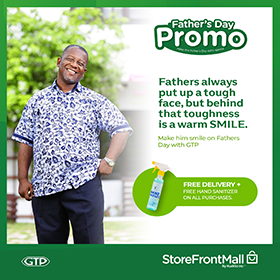 Father's Day
Promo
Fathers always
put up a tough
face, but behind
that toughness
is a warm SMILE.
Make him smile on Fathers
Day with GTP
FREE DELIVERY +
FREE HAND SANITIZER
ON ALL PURCHASES.
GTP
StoreFrontMall